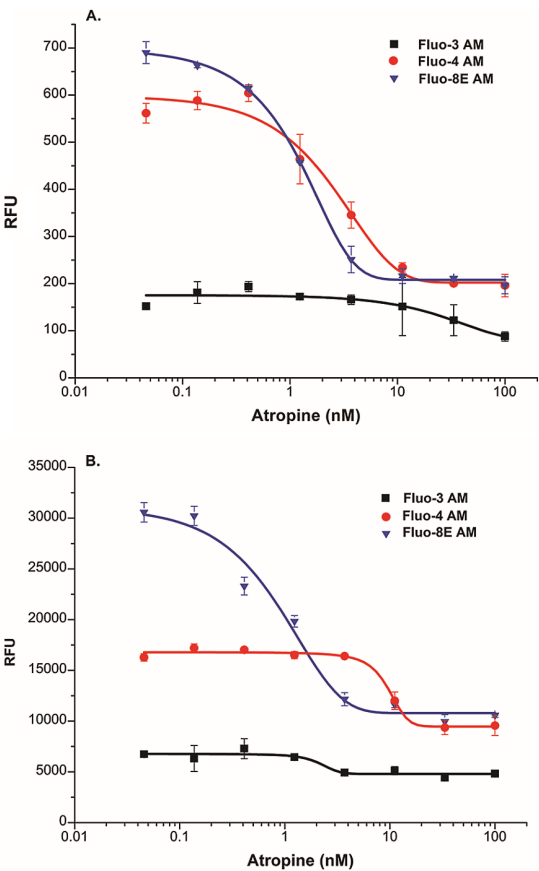 A.
Fluo-3 AM
Fluo-4 AM
Fluo-8E AM
700
600
500
400
300
200
100
0
RFU
0.01 0.1 1 10 100
Atropine (nM)
B.
Fluo-3 AM
Fluo-4 AM
Fluo-8E AM
35000
30000
25000
20000
15000
10000
5000
0
RFU
0.01 0.1 1 10 100
Atropine (nM)